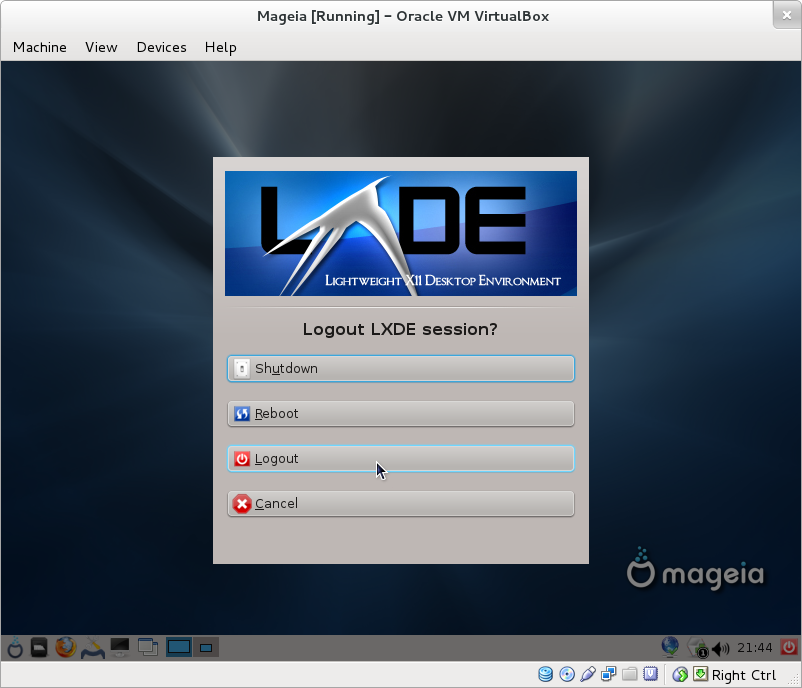 Mageia [Running] – Oracle VM VirtualBox
Machine View Devices Help
LXDE
Lightweight X11 Desktop Environment
Logout LXDE session?
Shutdown
Reboot
Logout
Cancel
mageia
1 21:44
Right Ctrl